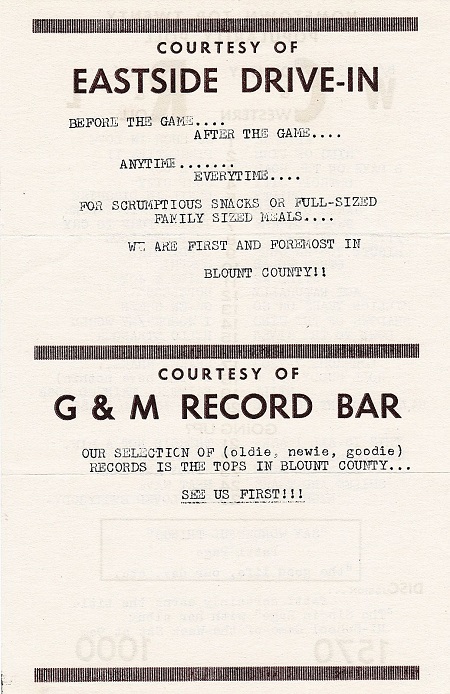 COURTESY OF
EASTSIDE DRIVE-IN
BEFORE THE GAME....
AFTER THE GAME....
ANYTIME.......
EVERYTIME....
FOR SCRUMPTIOUS SNACKS OR FULL-SIZED
FAMILY SIZED MEALS....
WE ARE FIRST AND FOREMOST IN
BLOUNT COUNTY!!
COURTESY OF
G & M RECORD BAR
OUR SELECTION OF (oldie, newie, goodie)
RECORDS IS THE TOPS IN BLOUNT COUNTY...
SEE US FIRST!!!